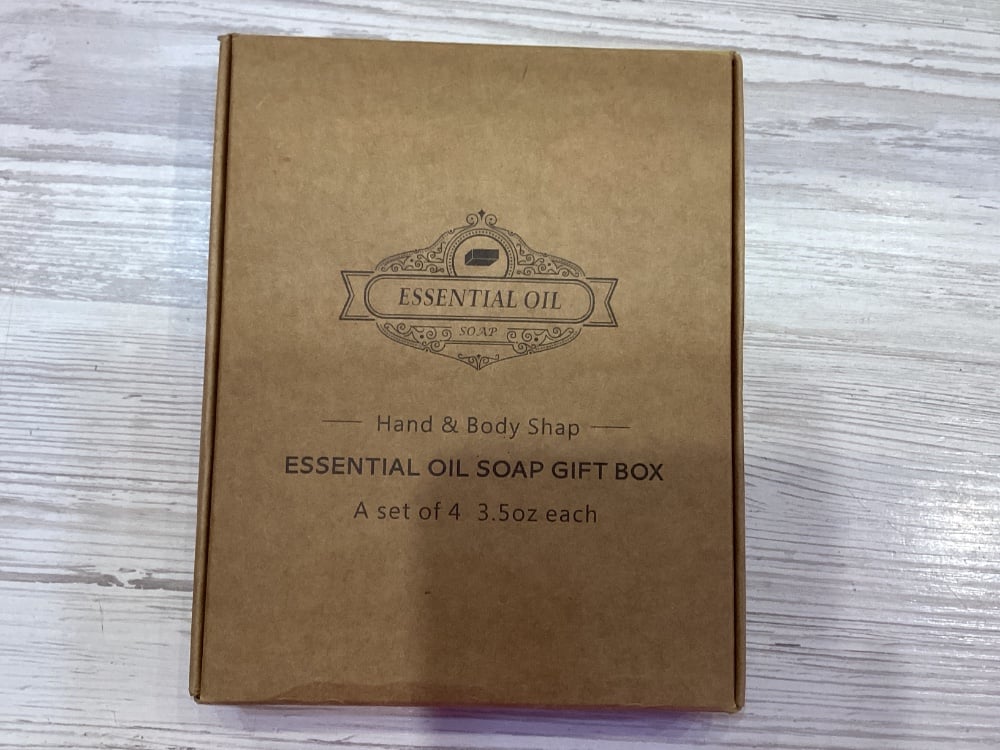 ESSENTIAL OIL
SOAP
Hand & Body Shap
ESSENTIAL OIL SOAP GIFT BOX
A set of 4 3.5oz each